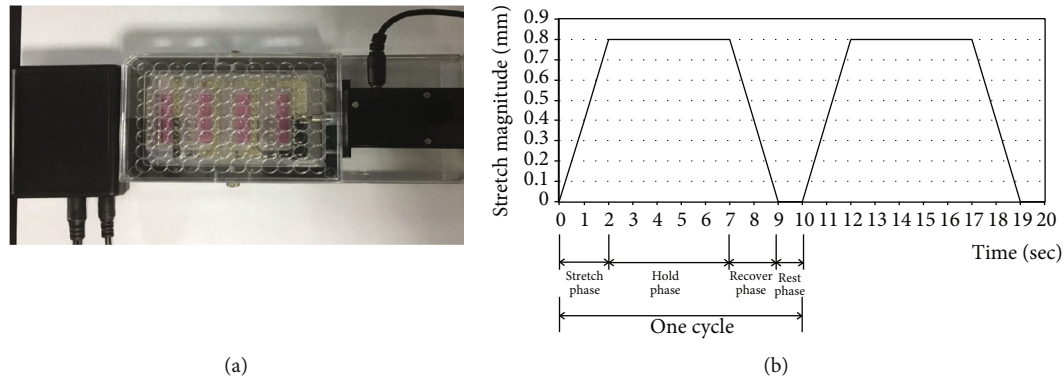 0.9
0.8
0.7
0.6
0.5
0.4
0.3
0.2
0.1
0
Stretch magnitude (mm)
0 1 2 3 4 5 6 7 8 9 10 11 12 13 14 15 16 17 18 19 20
Time (sec)
Stretch phase
Hold phase
Recover phase
Rest phase
One cycle
(a)
(b)